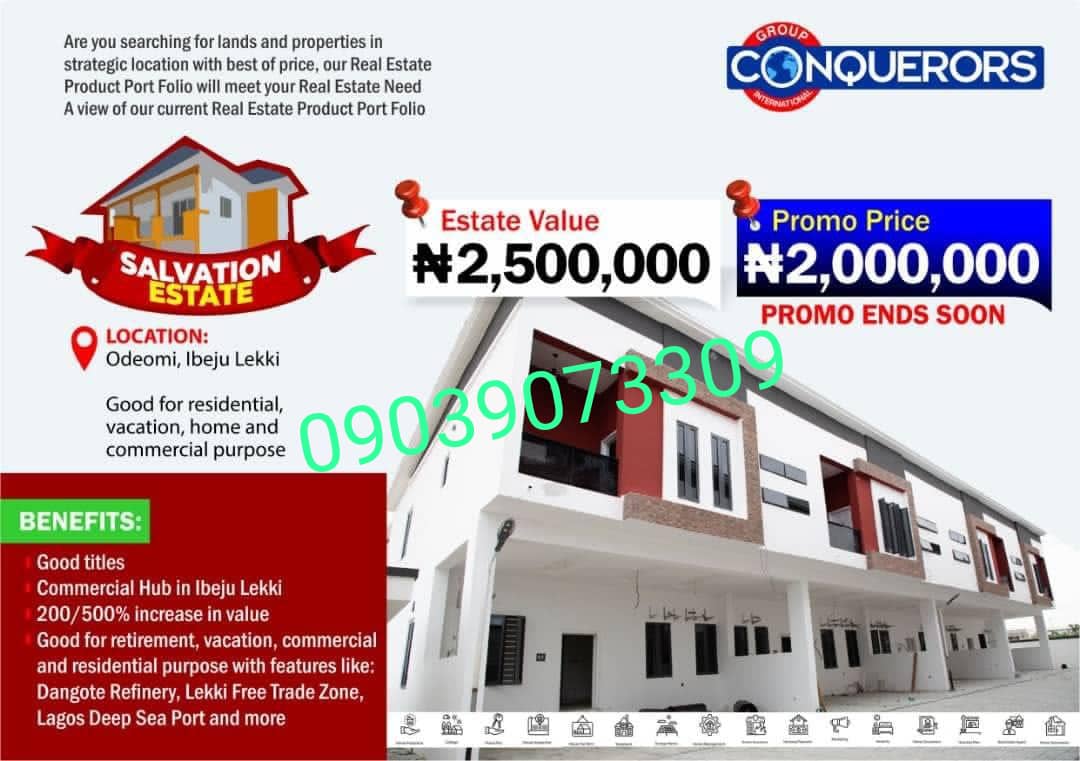 Are you searching for lands and properties in
strategic location with best of price, our Real Estate
Product Port Folio will meet your Real Estate Need
A view of our current Real Estate Product Port Folio
GROUP
CONQUERORS
INTERNATIONAL
SALVATION
ESTATE
Estate Value
₦2,500,000
Promo Price
₦2,000,000
PROMO ENDS SOON
LOCATION:
Odeomi, Ibeju Lekki
Good for residential,
vacation, home and
commercial purpose
09039073309
BENEFITS:
Good titles
Commercial Hub in Ibeju Lekki
200/500% increase in value
Good for retirement, vacation, commercial
and residential purpose with features like:
Dangote Refinery, Lekki Free Trade Zone,
Lagos Deep Sea Port and more